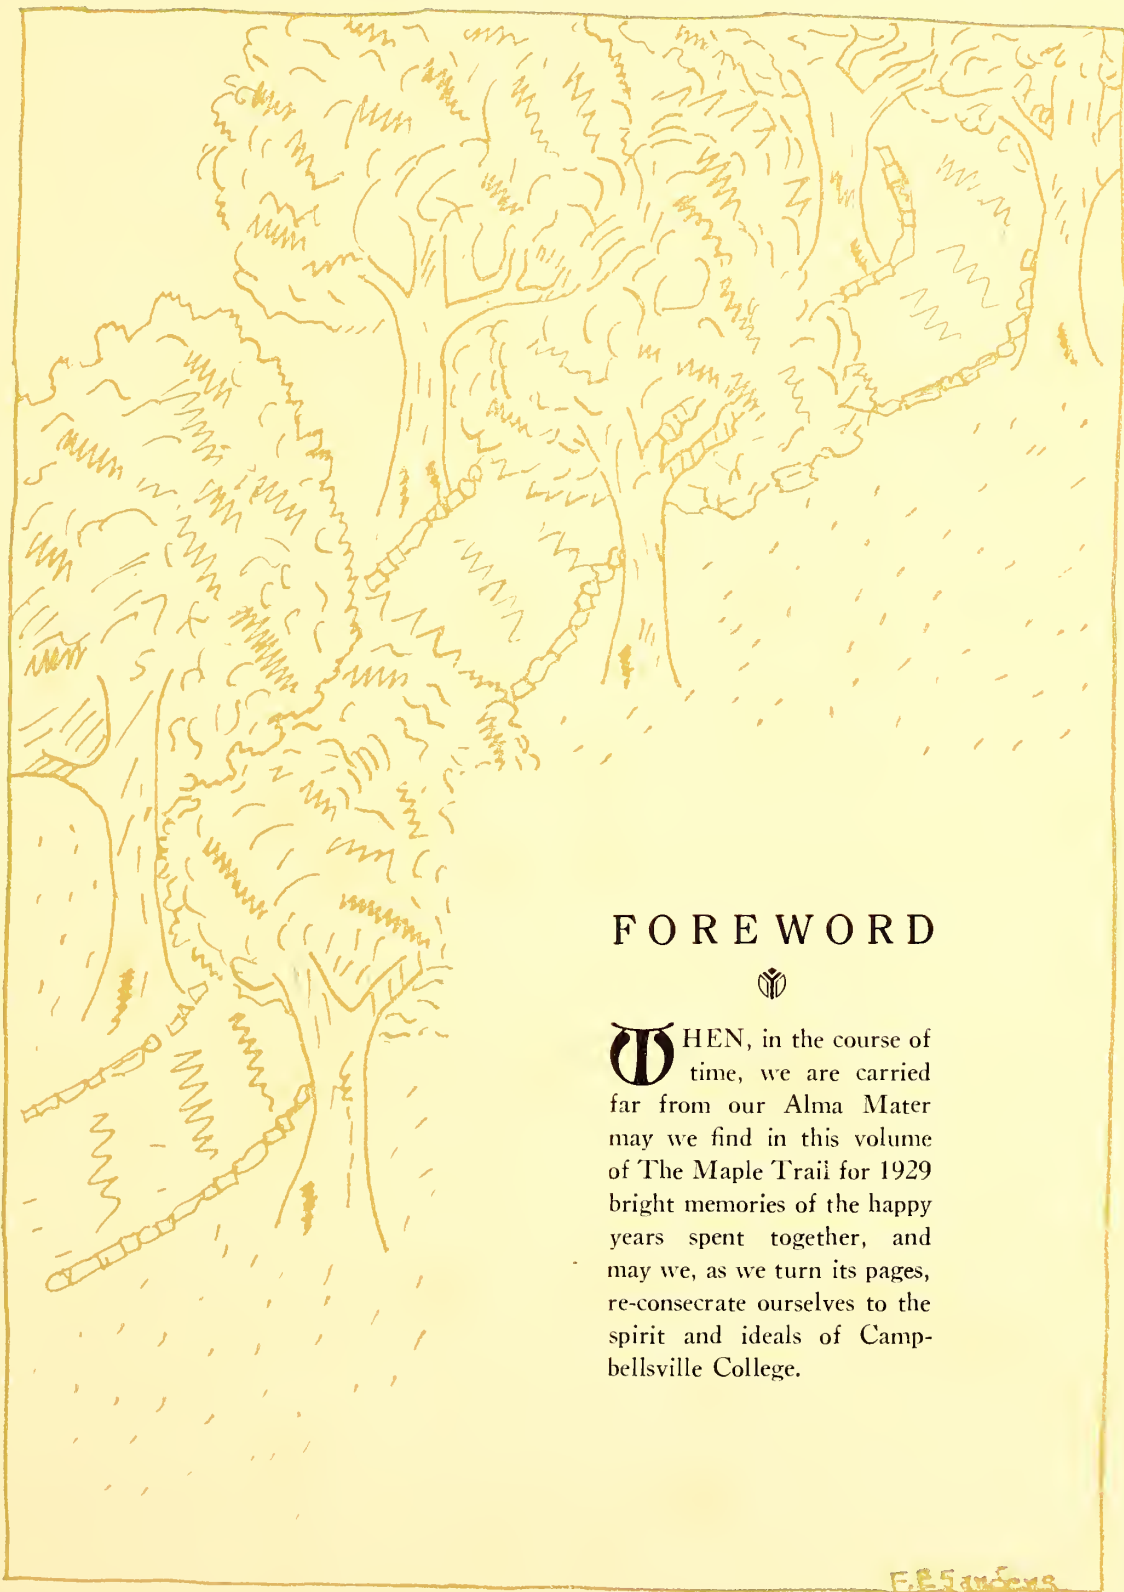 FOREWORD
WHEN, in the course of
time, we are carried
far from our Alma Mater
may we find in this volume
of The Maple Trail for 1929
bright memories of the happy
years spent together, and
may we, as we turn its pages,
re-consecrate ourselves to the
spirit and ideals of Camp-
bellsville College.
F.E Sanders